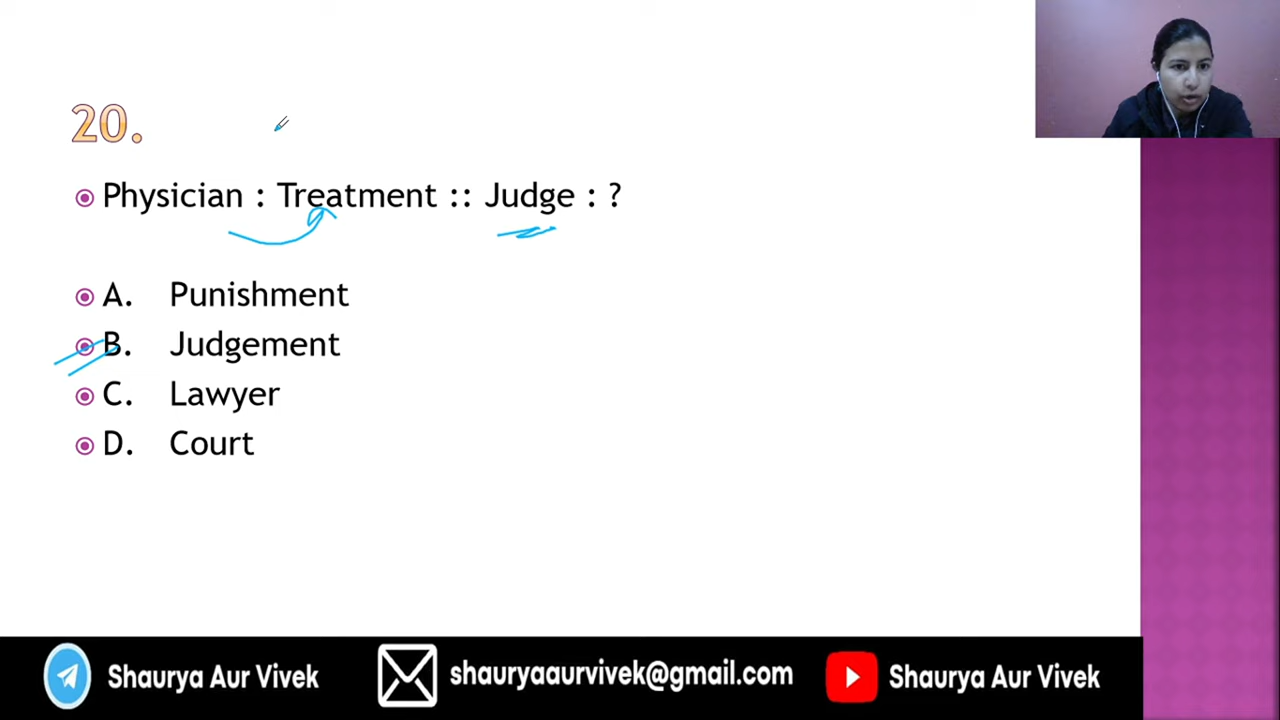 20.
Physician : Treatment :: Judge : ?
A. Punishment
B. Judgement
C. Lawyer
D. Court
Shaurya Aur Vivek shauryaaurvivek@gmail.com Shaurya Aur Vivek